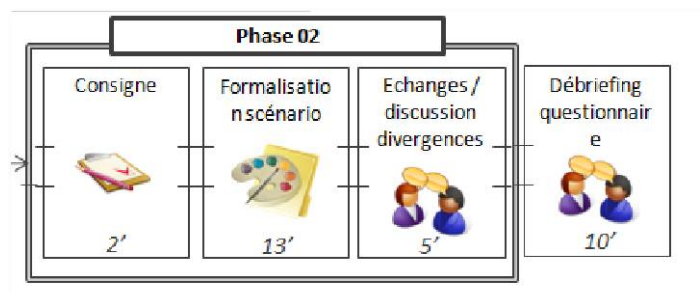 Phase 02
Consigne
2’
Formalisatio
n scénario
13’
Echanges /
discussion
divergences
5’
Débriefing
questionnair
e
10’